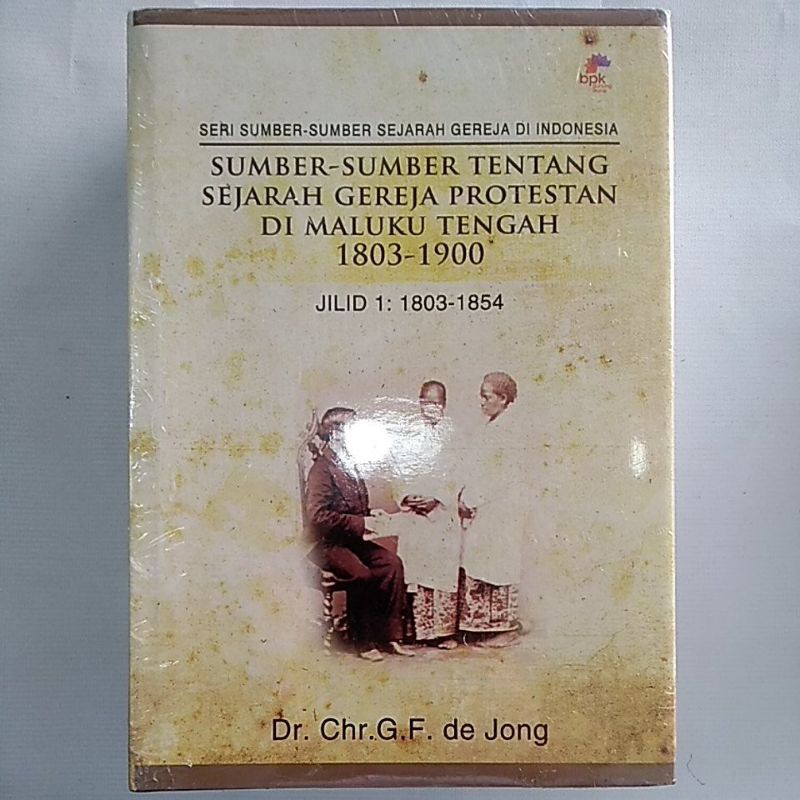 bpk
SERI SUMBER-SUMBER SEJARAH GEREJA DI INDONESIA
SUMBER-SUMBER TENTANG
SEJARAH GEREJA PROTESTAN
DI MALUKU TENGAH
1803-1900
JILID 1: 1803-1854
Dr. Chr.G.F. de Jong